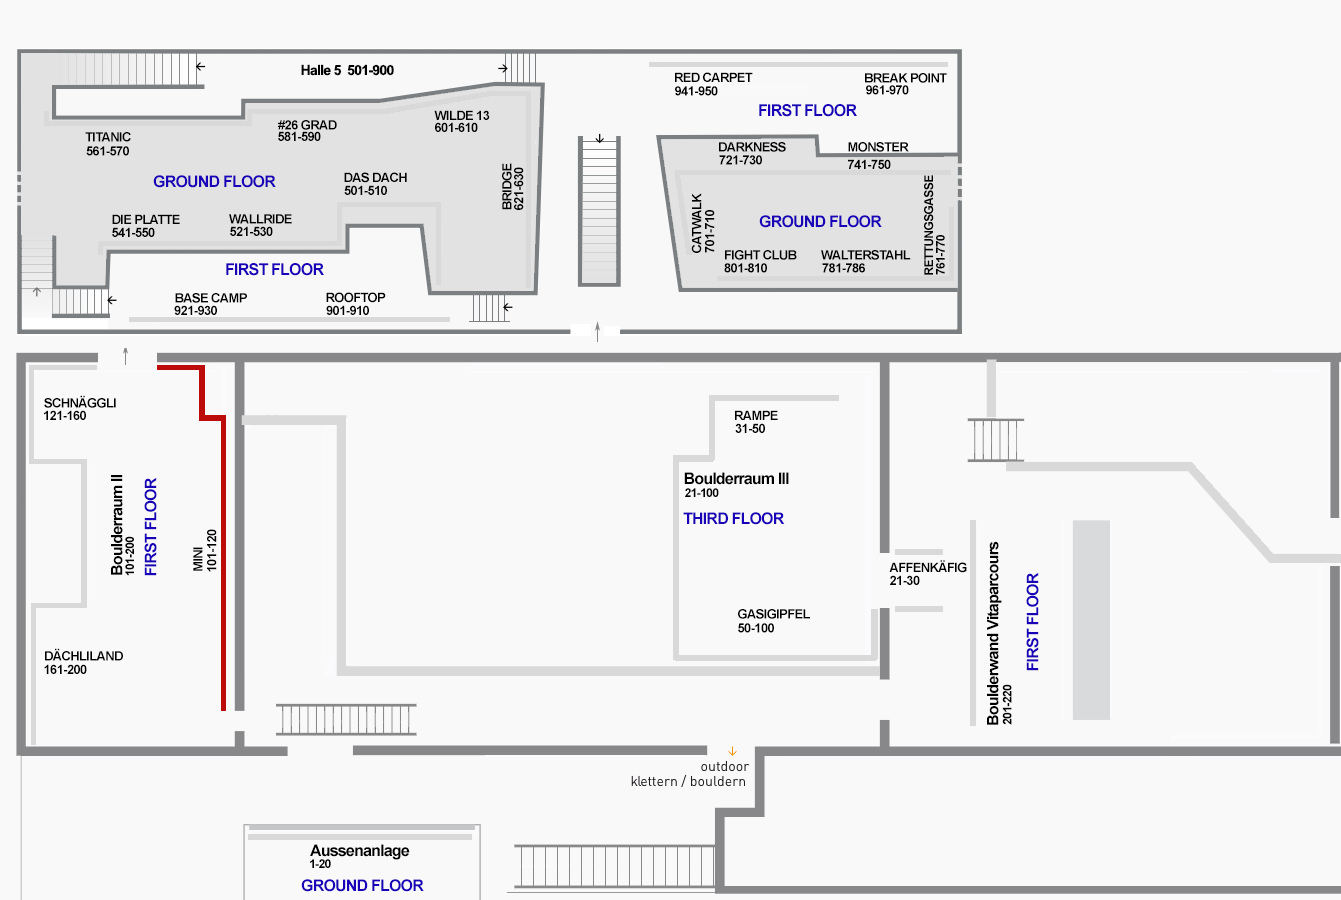 Halle 5 501-900
RED CARPET
941-950
BREAK POINT
961-970
FIRST FLOOR
TITANIC
561-570
#26 GRAD
581-590
WILDE 13
601-610
DARKNESS
721-730
MONSTER
741-750
GROUND FLOOR
DAS DACH
501-510
BRIDGE
621-630
DIE PLATTE
541-550
WALLRIDE
521-530
CATWALK
701-710
GROUND FLOOR
RETTUNGSGASSE
761-770
FIGHT CLUB
801-810
WALTERSTAHL
781-786
FIRST FLOOR
BASE CAMP
921-930
ROOFTOP
901-910
SCHNÄGGLI
121-160
Boulderraum II
101-200
FIRST FLOOR
MINI
101-120
DÄCHLILAND
161-200
RAMPE
31-50
Boulderraum III
21-100
THIRD FLOOR
GASIGIPFEL
50-100
AFFENKÄFIG
21-30
Boulderwand Vitaparcours
201-220
FIRST FLOOR
outdoor
klettern / bouldern
Aussenanlage
1-20
GROUND FLOOR